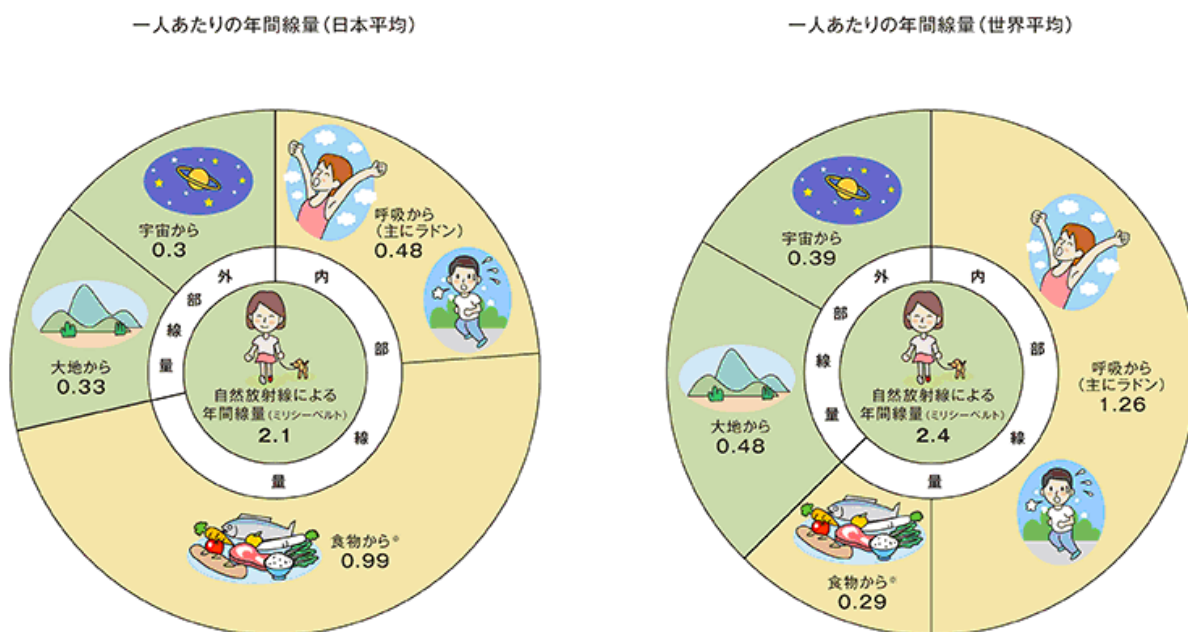 一人あたりの年間線量(日本平均)
宇宙から
0.3
呼吸から
(主にラドン)
0.48
大地から
0.33
外部線量
内部線量
自然放射線による
年間線量(ミリシーベルト)
2.1
食物から※
0.99
一人あたりの年間線量(世界平均)
宇宙から
0.39
呼吸から
(主にラドン)
1.26
大地から
0.48
外部線量
内部線量
自然放射線による
年間線量(ミリシーベルト)
2.4
食物から※
0.29